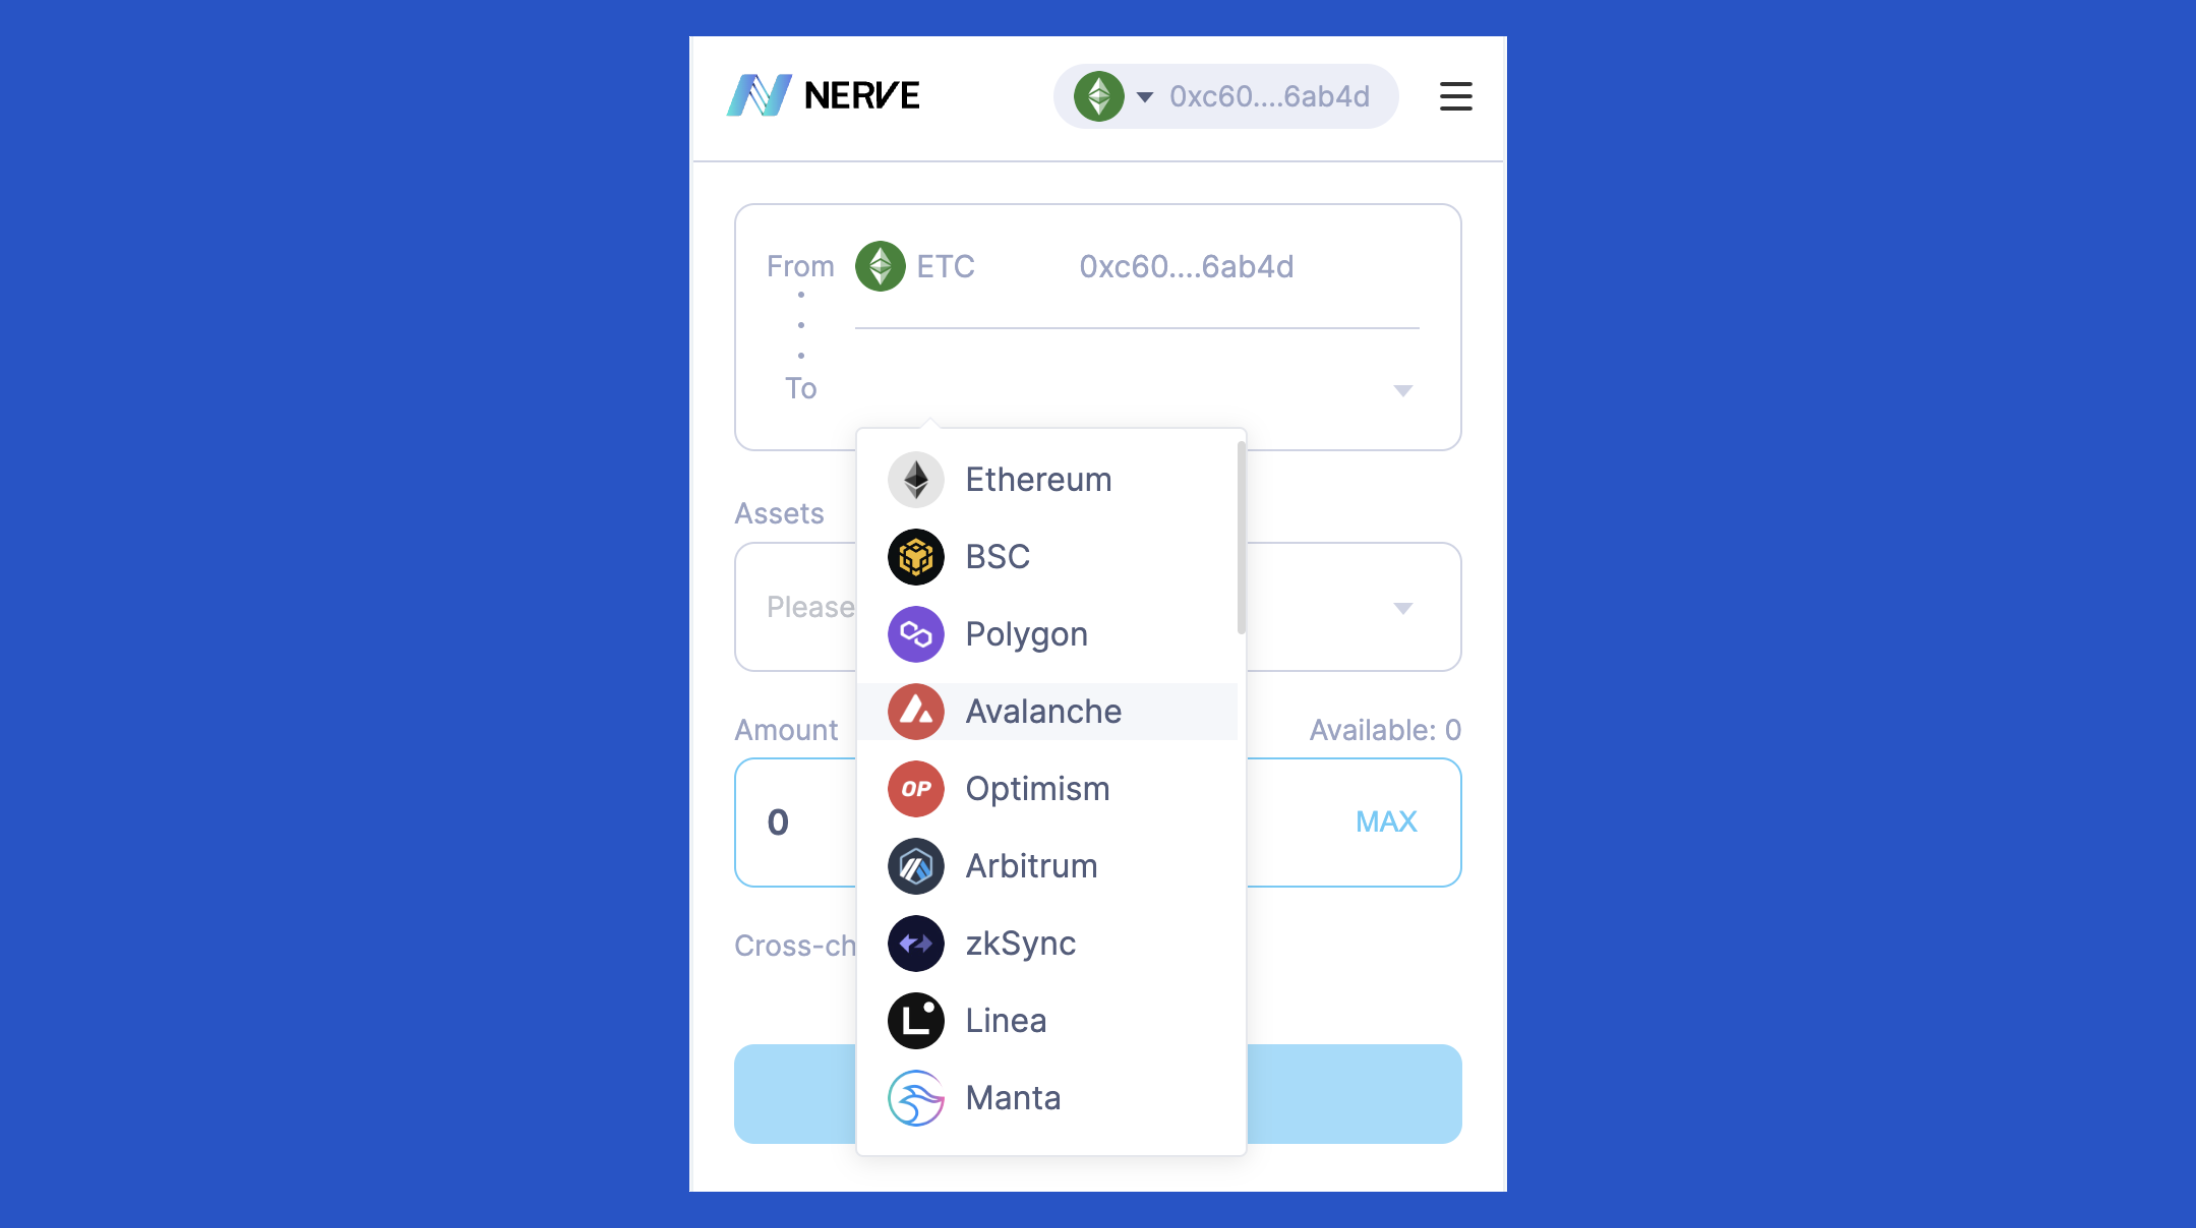 NERVE
0xc60....6ab4d
From ETC 0xc60....6ab4d
To
Ethereum
Assets
BSC
Please
Polygon
Avalanche
Amount Available: 0
OP Optimism
0 MAX
Arbitrum
Cross-ch
zkSync
Linea
Manta